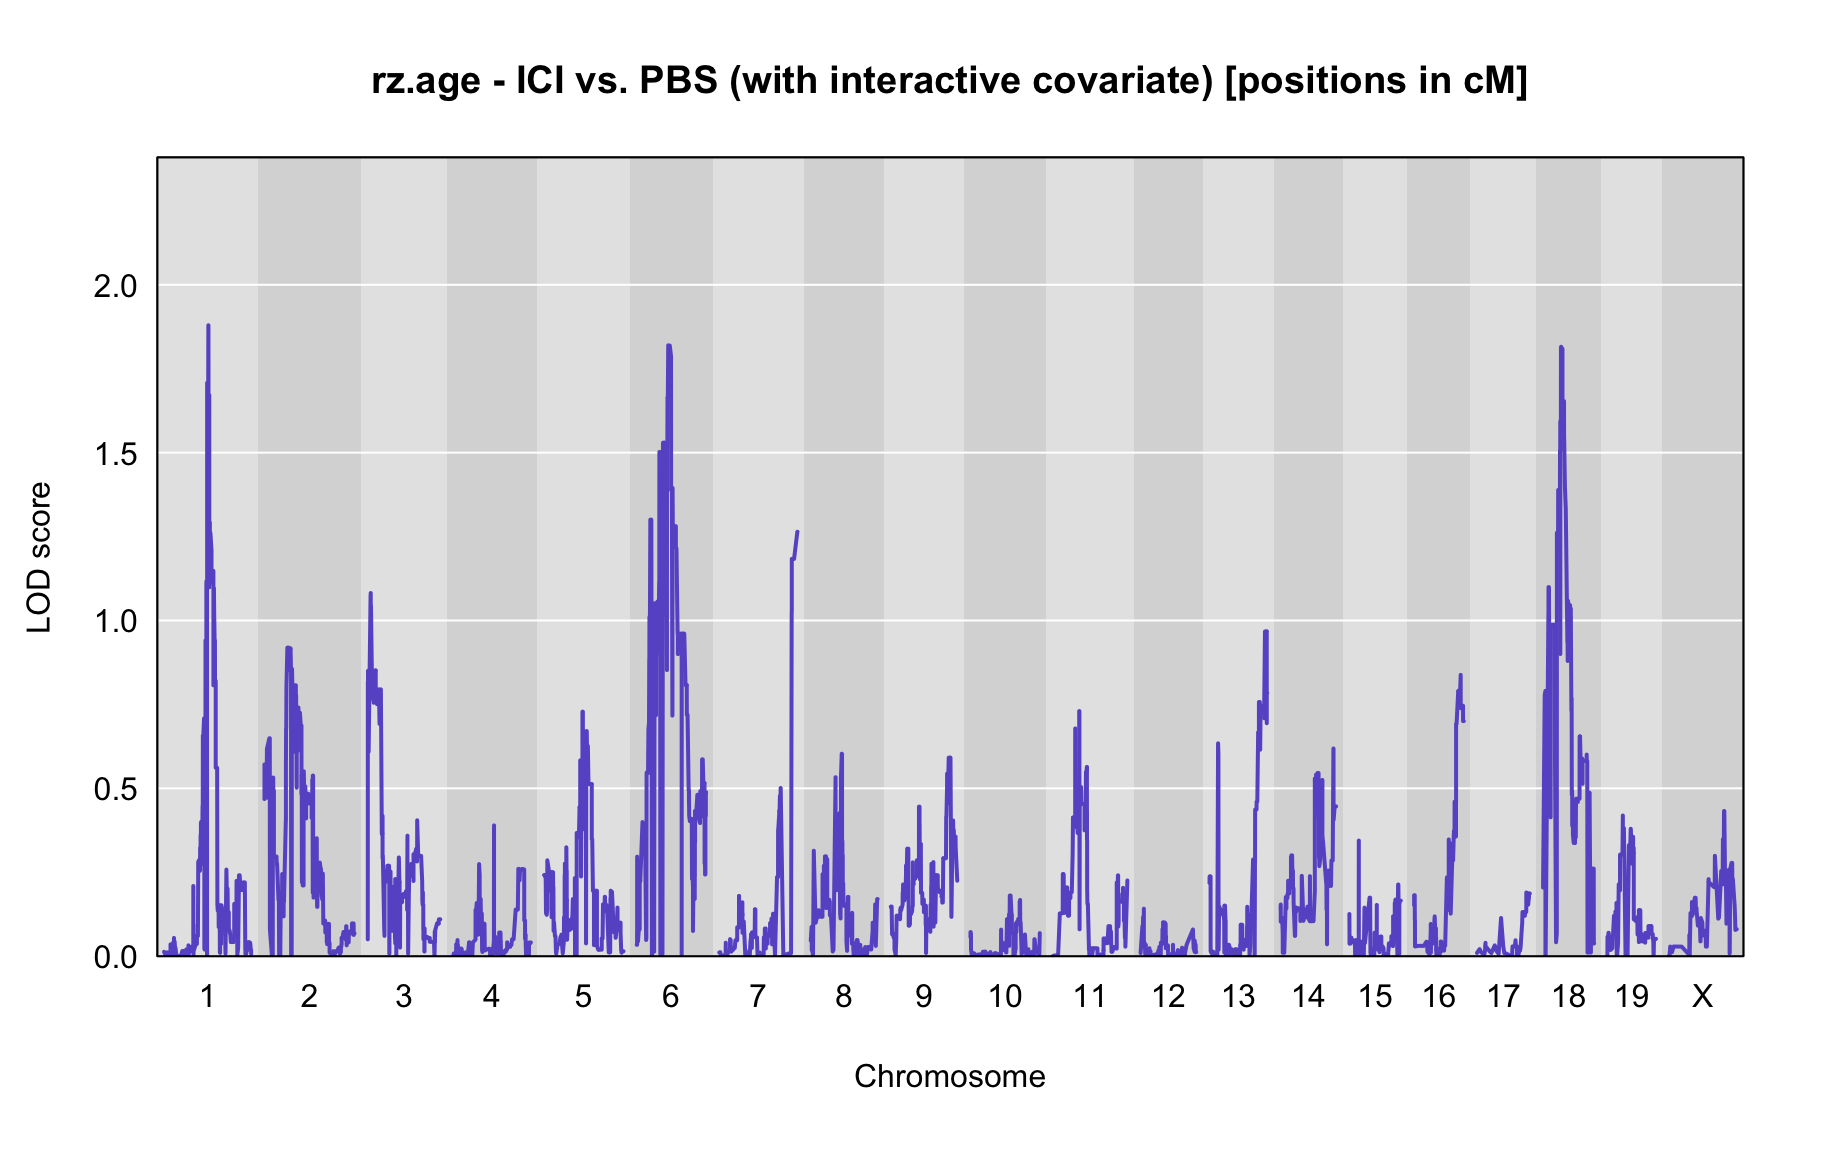 rz.age - ICI vs. PBS (with interactive covariate) [positions in cM]
2.0
1.5
1.0
0.5
0.0
LOD score
1 2 3 4 5 6 7 8 9 10 11 12 13 14 15 16 17 18 19 X
Chromosome